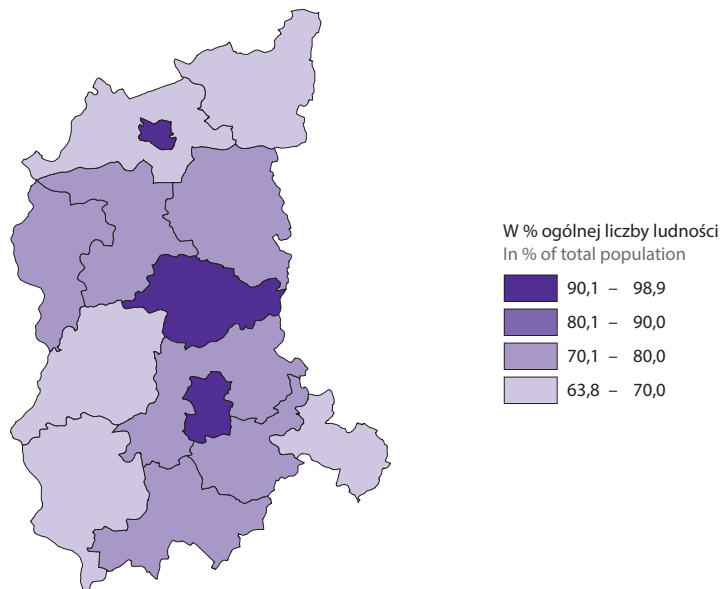 W % ogólnej liczby ludności
In % of total population
90,1 – 98,9
80,1 – 90,0
70,1 – 80,0
63,8 – 70,0